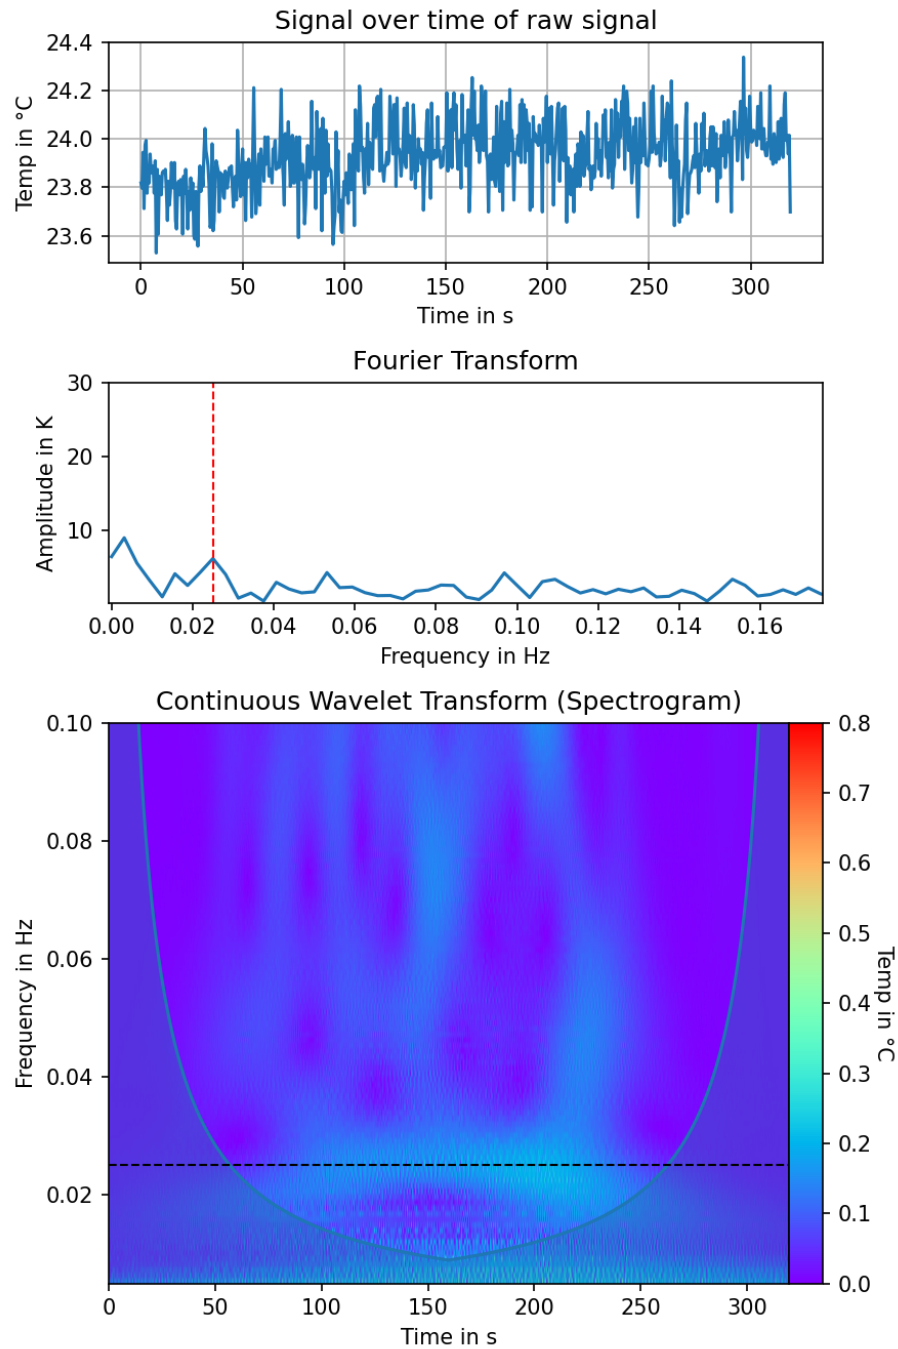 Signal over time of raw signal
24.4
24.2
24.0
23.8
23.6
Temp in °C
0 50 100 150 200 250 300
Time in s
Fourier Transform
30
20
10
Amplitude in K
0.00 0.02 0.04 0.06 0.08 0.10 0.12 0.14 0.16
Frequency in Hz
Continuous Wavelet Transform (Spectrogram)
0.10
0.08
0.06
0.04
0.02
Frequency in Hz
0 50 100 150 200 250 300
Time in s
0.8
0.7
0.6
0.5
0.4
0.3
0.2
0.1
0.0
Temp in °C